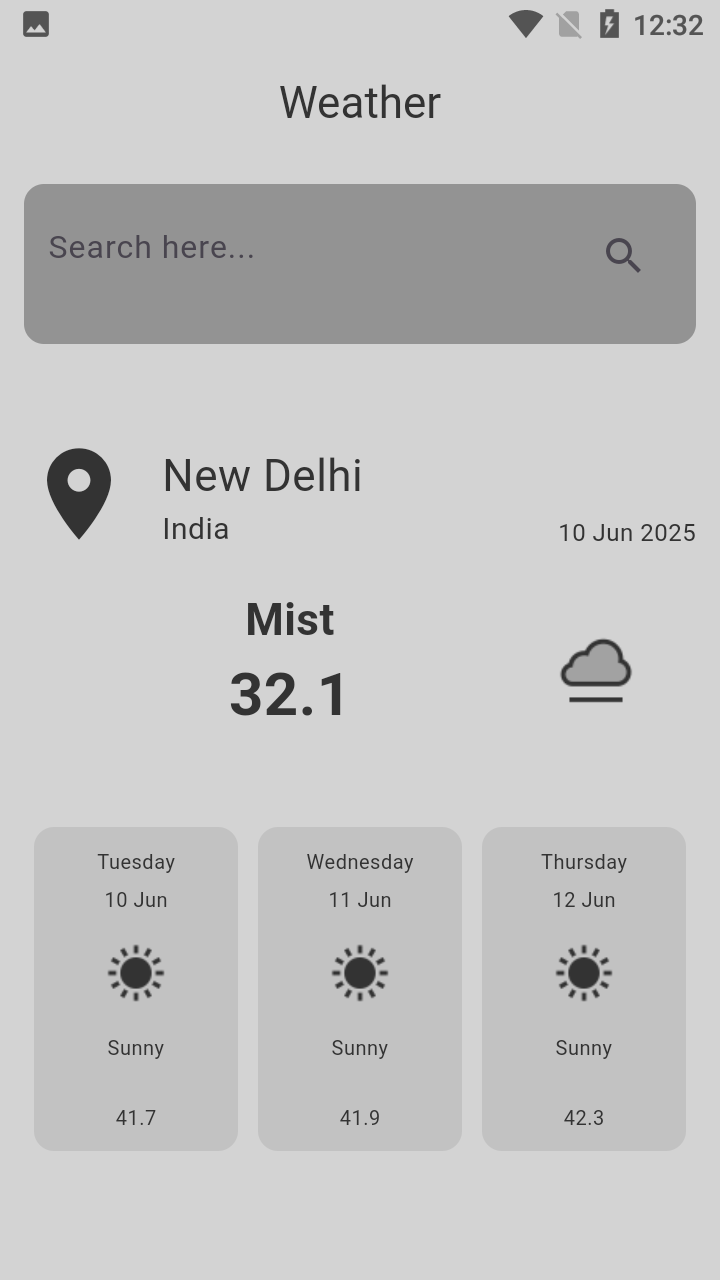 12:32
Weather
Search here...
New Delhi
India
10 Jun 2025
Mist
32.1
Tuesday
10 Jun
Sunny
41.7
Wednesday
11 Jun
Sunny
41.9
Thursday
12 Jun
Sunny
42.3